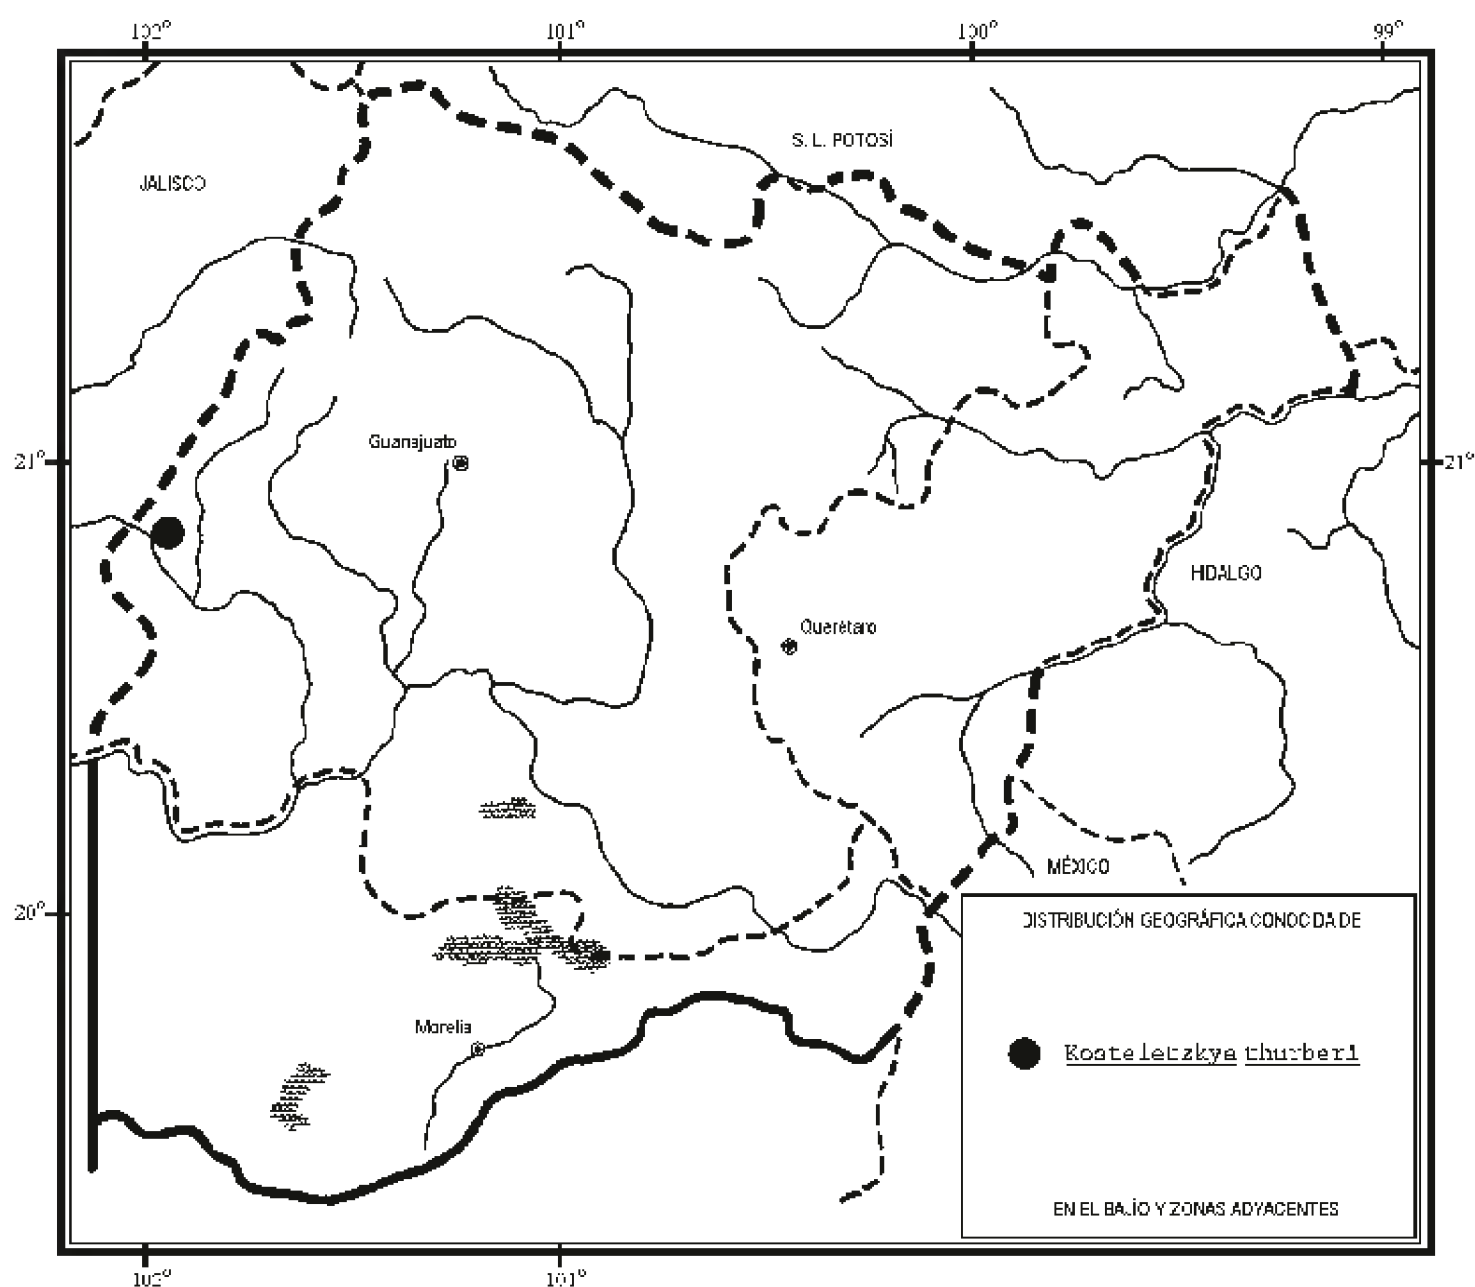 102° 101° 100° 99°
S. L. POTOSÍ
JALISCO
Guanajuato
21° 21°
HIDALGO
Querétaro
MÉXICO
20°
DISTRIBUCIÓN GEOGRÁFICA CONOCIDA DE
Morelia
Kosteletzkya thurberi
EN EL BAJÍO Y ZONAS ADYACENTES
102° 101°